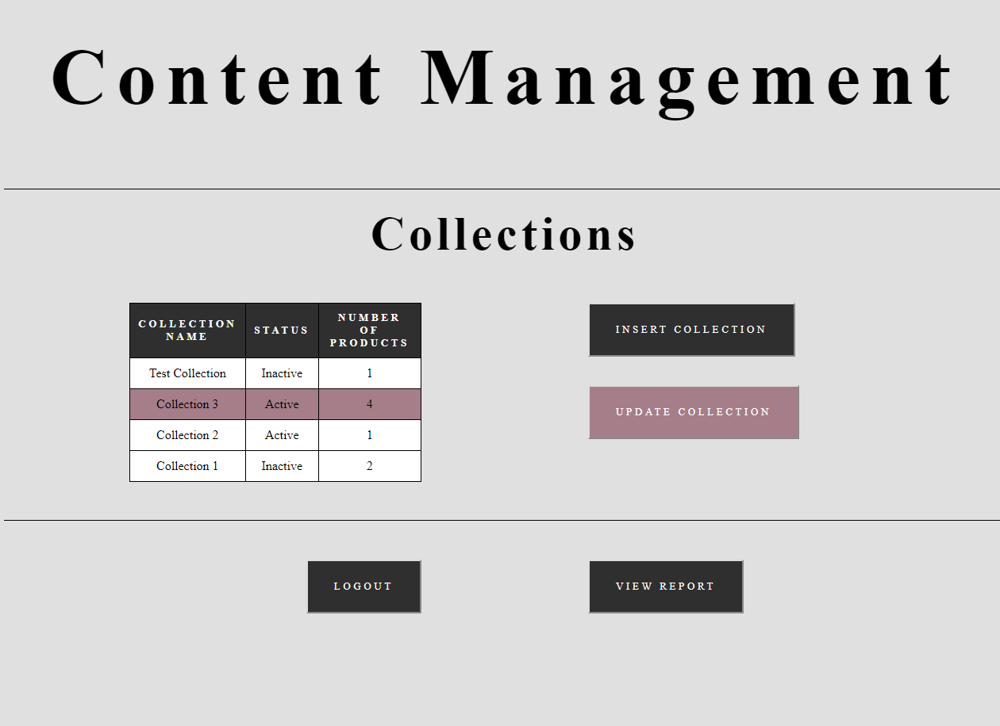 Content Management
Collections
COLLECTION NAME STATUS NUMBER OF PRODUCTS
Test Collection Inactive 1
Collection 3 Active 4
Collection 2 Active 1
Collection 1 Inactive 2
INSERT COLLECTION
UPDATE COLLECTION
LOGOUT VIEW REPORT